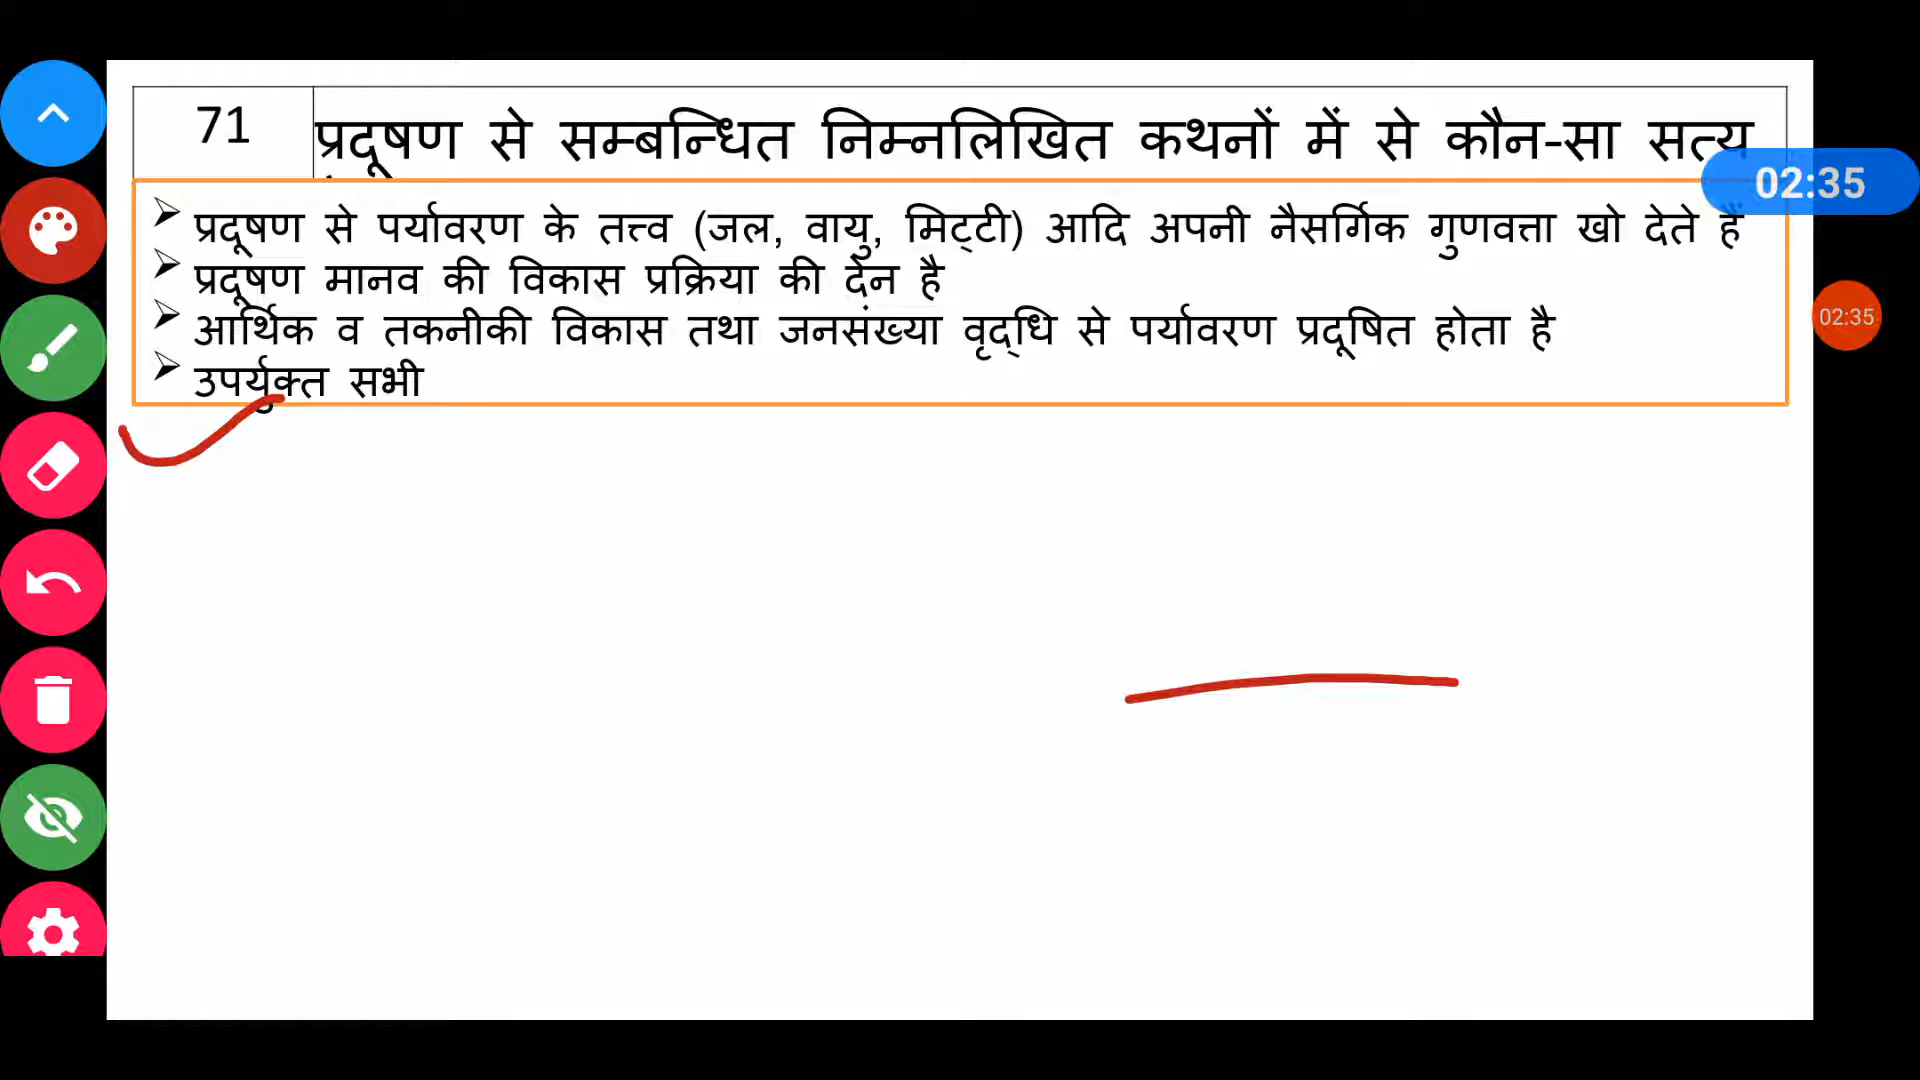 71
प्रदूषण से सम्बन्धित निम्नलिखित कथनों में से कौन-सा सत्य
02:35
प्रदूषण से पर्यावरण के तत्त्व (जल, वायु, मिट्टी) आदि अपनी नैसर्गिक गुणवत्ता खो देते हैं
प्रदूषण मानव की विकास प्रक्रिया की देन है
02:35
आर्थिक व तकनीकी विकास तथा जनसंख्या वृद्धि से पर्यावरण प्रदूषित होता है
उपर्युक्त सभी